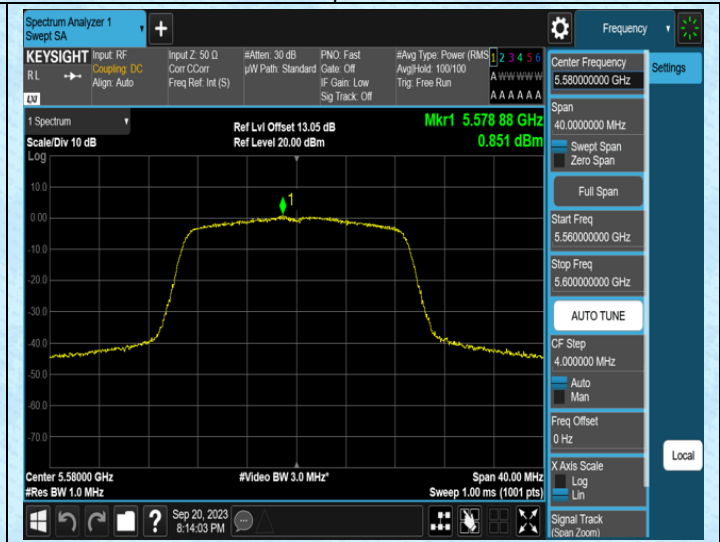 Spectrum Analyzer 1
Swept SA
Frequency
KEYSIGHT
RL
LXI
Input: RF
Coupling: DC
Align: Auto
Input Z: 50 Ω
Corr CCorr
Freq Ref: Int (S)
#Atten: 30 dB
µW Path: Standard
PNO: Fast
Gate: Off
IF Gain: Low
Sig Track: Off
#Avg Type: Power (RMS
Avg|Hold: 100/100
Trig: Free Run
1 2 3 4 5 6
A W W W W W
A A A A A A
1 Spectrum
Scale/Div 10 dB
Log
Ref Lvl Offset 13.05 dB
Ref Level 20.00 dBm
Mkr1 5.578 88 GHz
0.851 dBm
1
10.0
0.00
-10.0
-20.0
-30.0
-40.0
-50.0
-60.0
-70.0
Center 5.58000 GHz
#Res BW 1.0 MHz
#Video BW 3.0 MHz*
Span 40.00 MHz
Sweep 1.00 ms (1001 pts)
?
Sep 20, 2023
8:14:03 PM
Center Frequency
5.580000000 GHz
Span
40.0000000 MHz
Swept Span
Zero Span
Full Span
Start Freq
5.560000000 GHz
Stop Freq
5.600000000 GHz
AUTO TUNE
CF Step
4.000000 MHz
Auto
Man
Freq Offset
0 Hz
X Axis Scale
Log
Lin
Signal Track
(Span Zoom)
Settings
Local